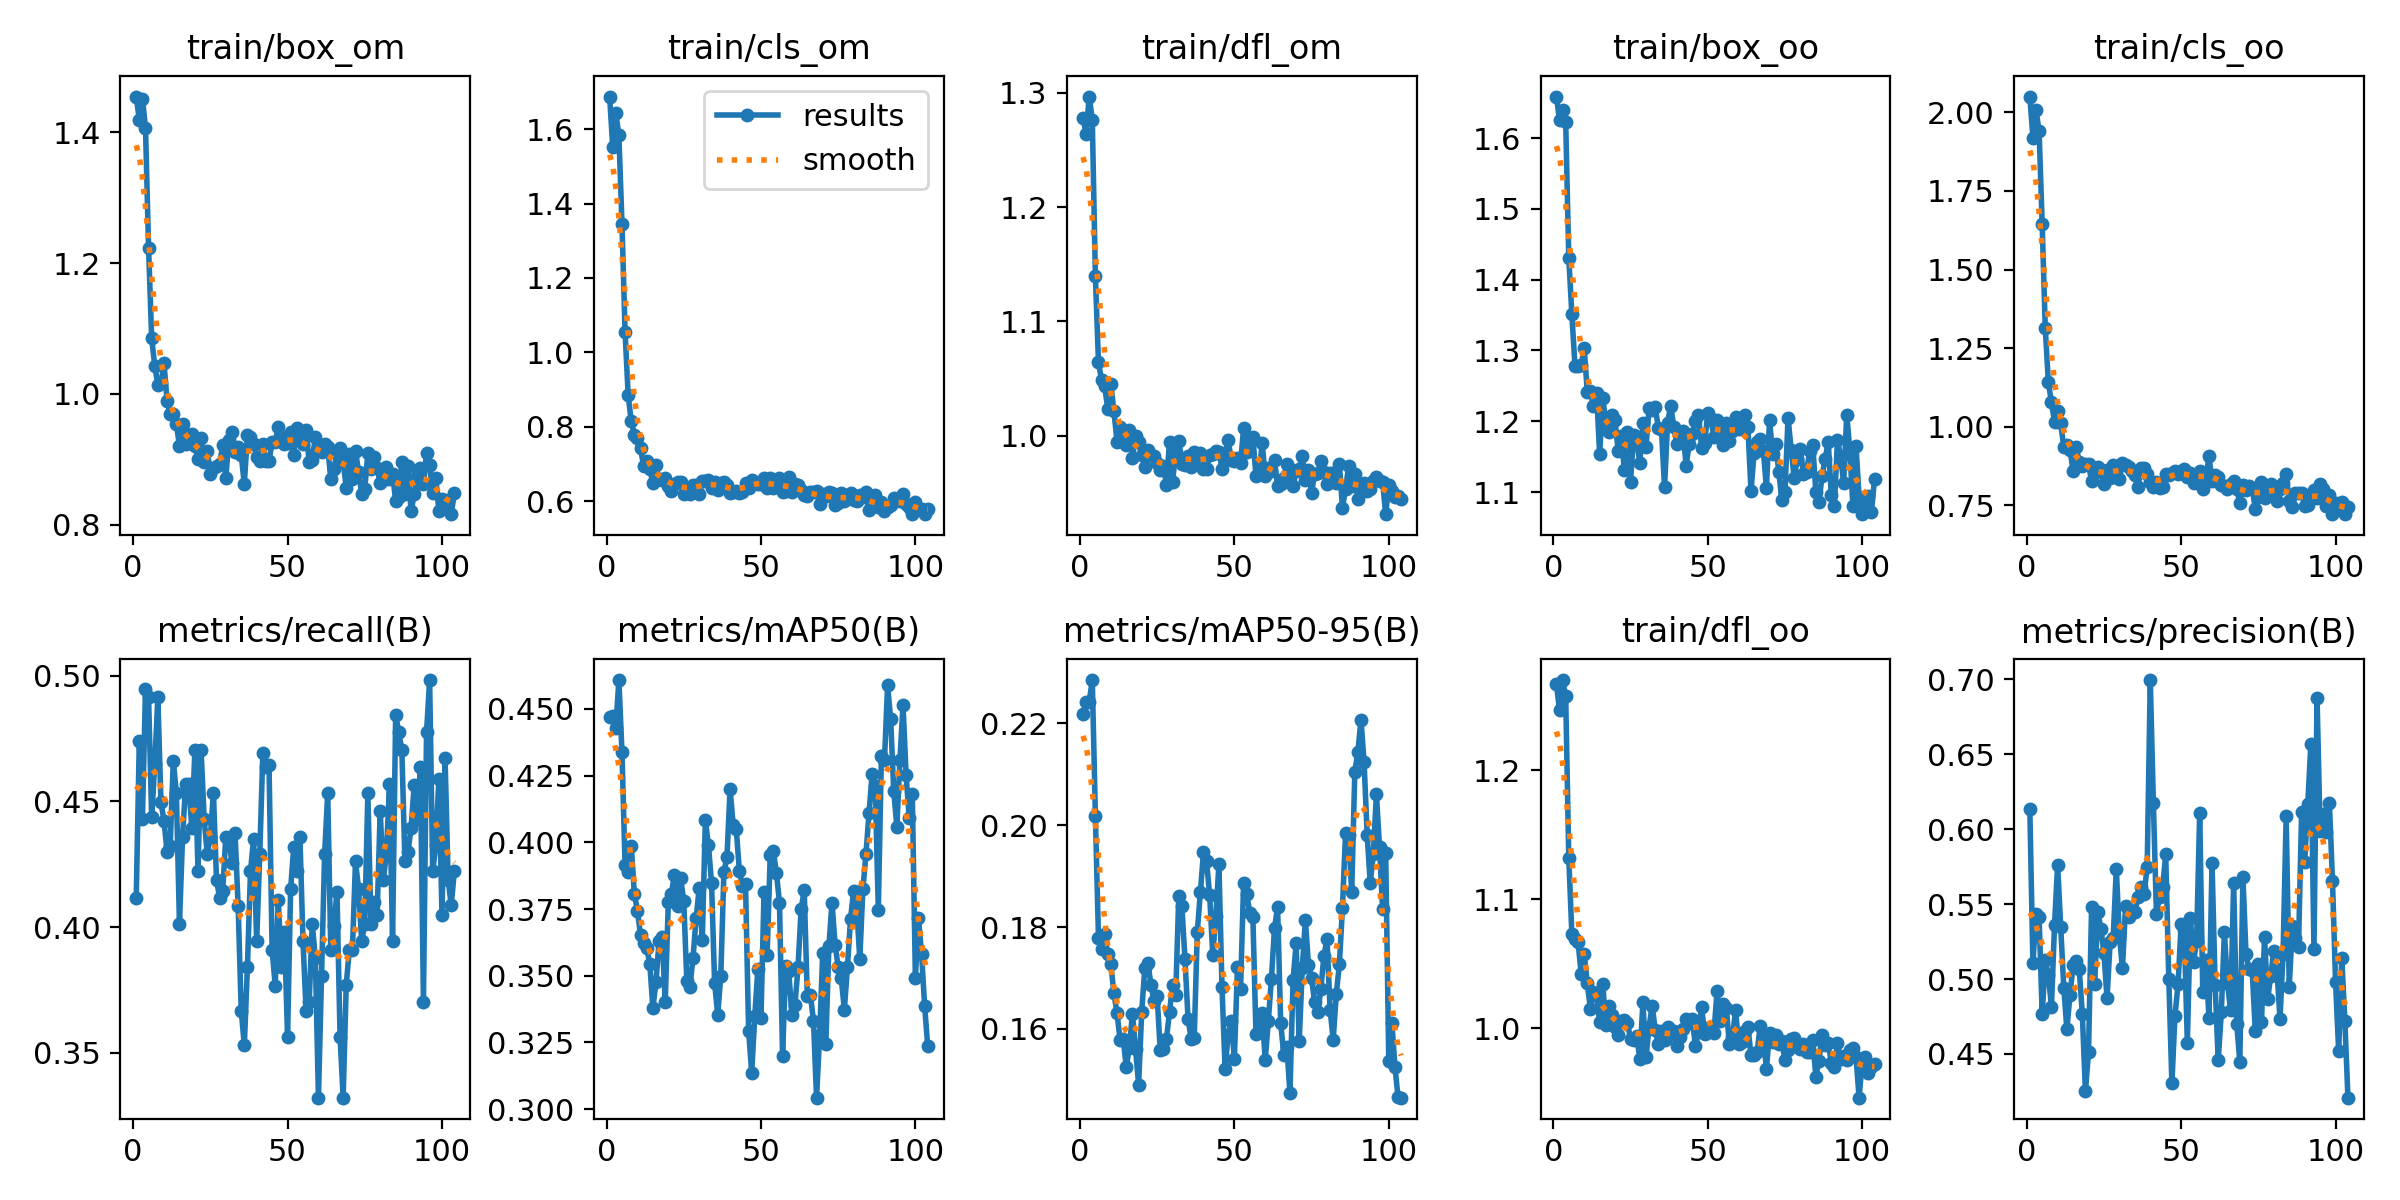 train/box_om
train/cls_om
train/dfl_om
train/box_oo
train/cls_oo
1.4
1.2
1.0
0.8
0 50 100
1.6
1.4
1.2
1.0
0.8
0.6
0 50 100
results
smooth
1.3
1.2
1.1
1.0
0 50 100
1.6
1.5
1.4
1.3
1.2
1.1
0 50 100
2.00
1.75
1.50
1.25
1.00
0.75
0 50 100
metrics/recall(B)
metrics/mAP50(B)
metrics/mAP50-95(B)
train/dfl_oo
metrics/precision(B)
0.50
0.45
0.40
0.35
0 50 100
0.450
0.425
0.400
0.375
0.350
0.325
0.300
0 50 100
0.22
0.20
0.18
0.16
0 50 100
1.2
1.1
1.0
0 50 100
0.70
0.65
0.60
0.55
0.50
0.45
0 50 100